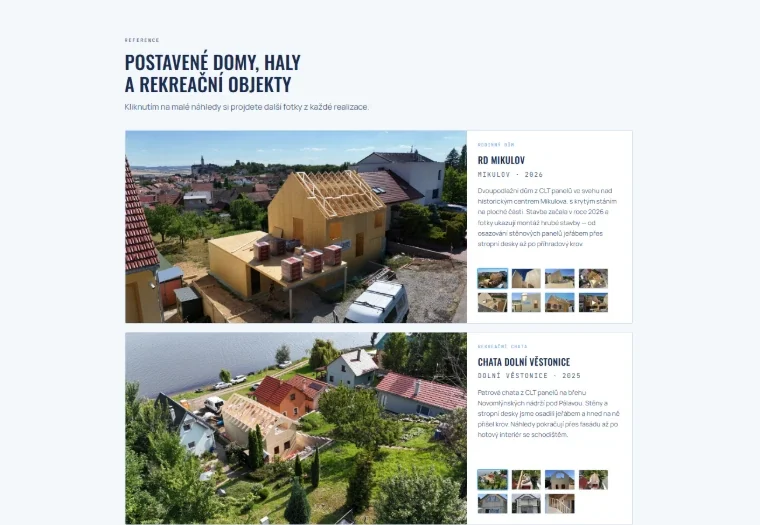 REFERENCE
POSTAVENÉ DOMY, HALY
A REKREAČNÍ OBJEKTY
Kliknutím na malé náhledy si projdete další fotky z každé realizace.
RODINNÝ DŮM
RD MIKULOV
MIKULOV · 2026
Dvoupodlažní dům z CLT panelů ve svahu nad
historickým centrem Mikulova, s krytým stáním
na ploché části. Stavba začala v roce 2026 a
fotky ukazují montáž hrubé stavby — od
osazování stěnových panelů jeřábem přes
stropní desky až po příhradový krov.
REKREAČNÍ CHATA
CHATA DOLNÍ VĚSTONICE
DOLNÍ VĚSTONICE · 2025
Patrová chata z CLT panelů na břehu
Novomlýnských nádrží pod Pálavou. Stěny a
stropní desky jsme osadili jeřábem a hned na ně
přišel krov. Náhledy pokračují přes fasádu až po
hotový interiér se schodištěm.